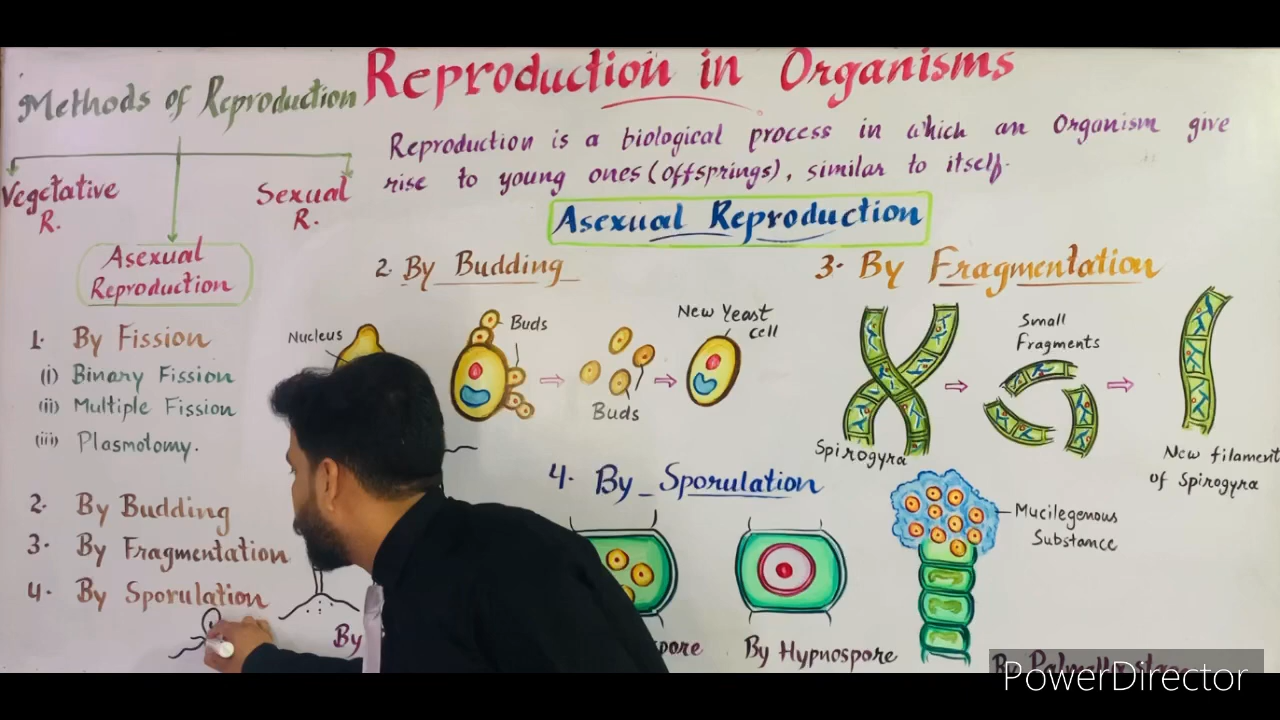 Reproduction in Organisms
Methods of Reproduction
Vegetative R.
Sexual R.
Asexual Reproduction
1. By Fission
(i) Binary Fission
(ii) Multiple Fission
(iii) Plasmotomy.
2. By Budding
3. By Fragmentation
4. By Sporulation
Reproduction is a biological process in which an Organism give
rise to young ones (offsprings), similar to itself.
Asexual Reproduction
2. By Budding
Nucleus
Buds
Buds
New Yeast
cell
3. By Fragmentation
Spirogyra
Small
Fragments
New filament
of Spirogyra
4. By Sporulation
By
By Hypnospore
Mucilegenous
Substance
By Palmella
PowerDirector